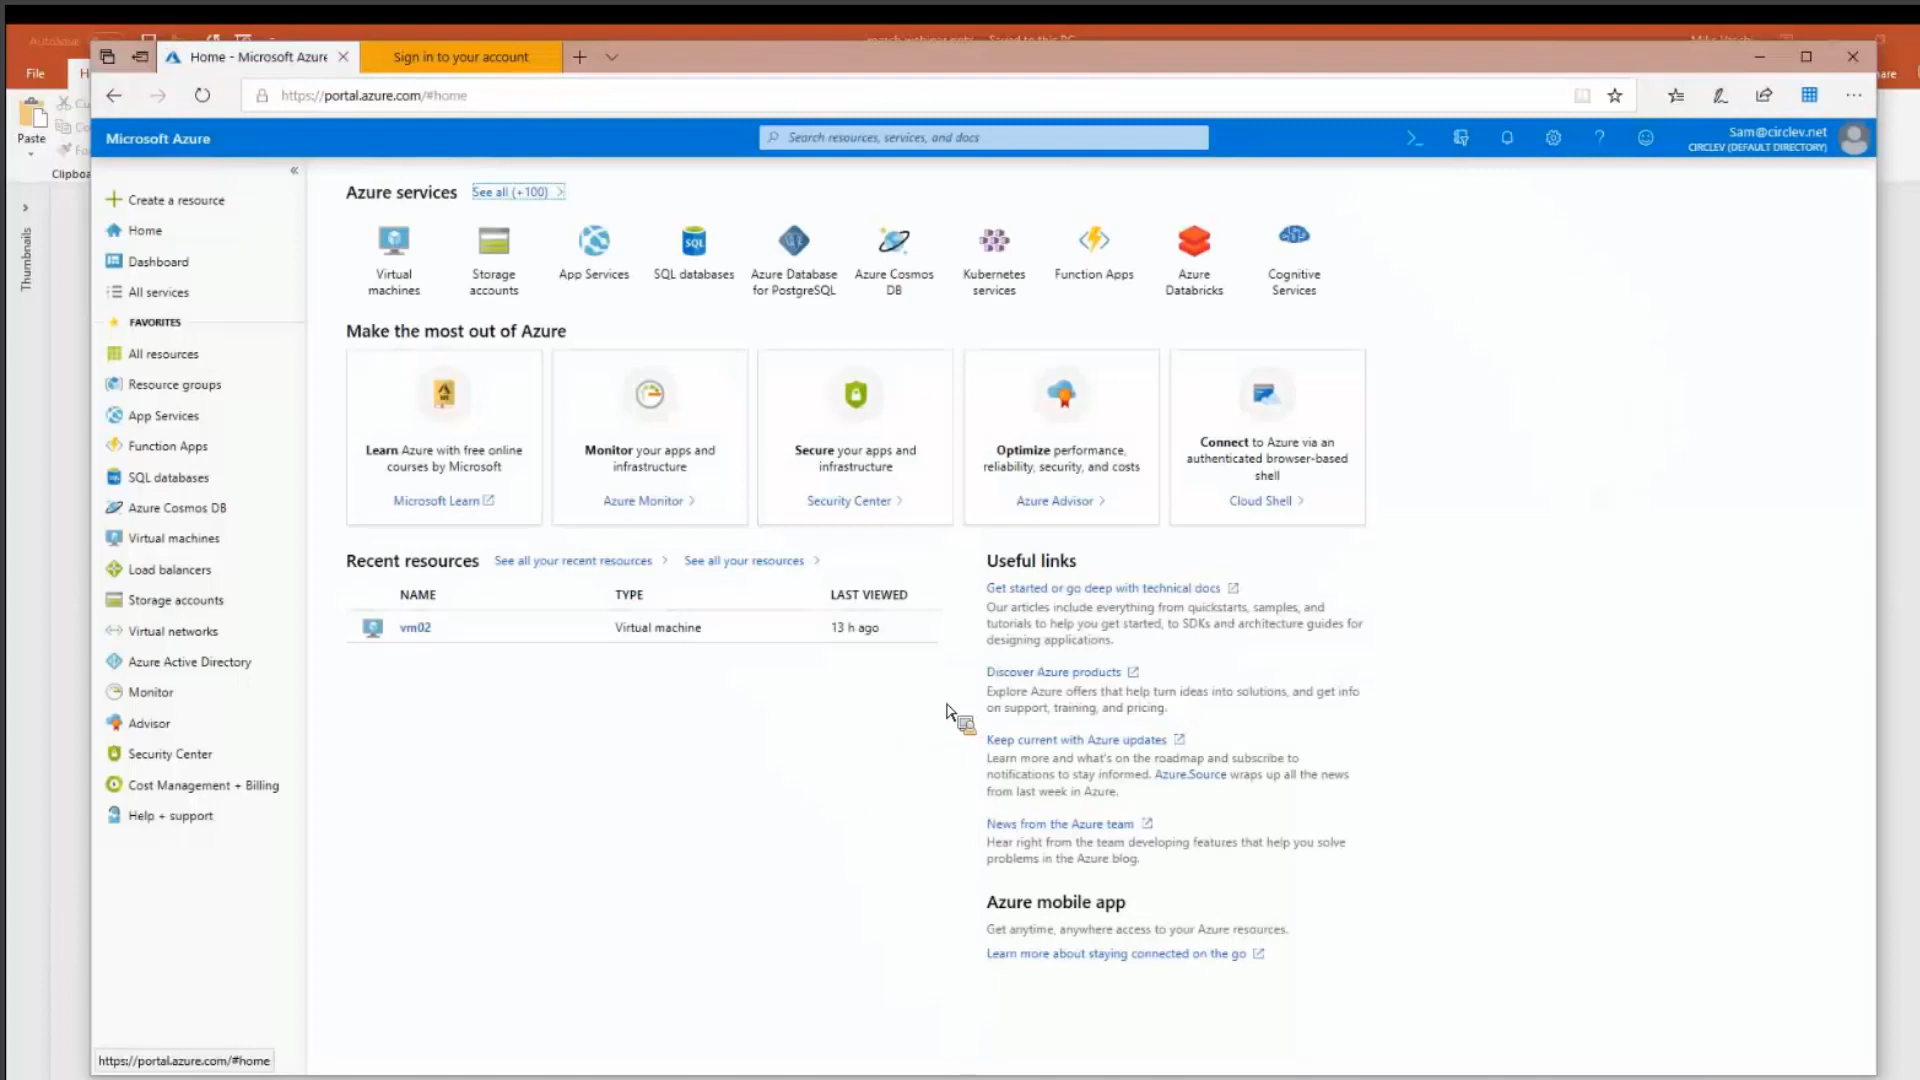 AutoSave
File
H
Paste
Cu
Co
Fo
Clipboa
Thumbnails
are
Home - Microsoft Azure
Sign in to your account
https://portal.azure.com/#home
Microsoft Azure
Search resources, services, and docs
Sam@circlev.net
CIRCLEV (DEFAULT DIRECTORY)
Create a resource
Home
Dashboard
All services
FAVORITES
All resources
Resource groups
App Services
Function Apps
SQL databases
Azure Cosmos DB
Virtual machines
Load balancers
Storage accounts
Virtual networks
Azure Active Directory
Monitor
Advisor
Security Center
Cost Management + Billing
Help + support
https://portal.azure.com/#home
Azure services
See all (+100) >
Virtual
machines
Storage
accounts
App Services
SQL
SQL databases
Azure Database
for PostgreSQL
Azure Cosmos
DB
Kubernetes
services
Function Apps
Azure
Databricks
Cognitive
Services
Make the most out of Azure
Learn Azure with free online
courses by Microsoft
Microsoft Learn
Monitor your apps and
infrastructure
Azure Monitor >
Secure your apps and
infrastructure
Security Center >
Optimize performance,
reliability, security, and costs
Azure Advisor >
Connect to Azure via an
authenticated browser-based
shell
Cloud Shell >
Recent resources
See all your recent resources >
See all your resources >
NAME TYPE LAST VIEWED
vm02 Virtual machine 13 h ago
Useful links
Get started or go deep with technical docs
Our articles include everything from quickstarts, samples, and
tutorials to help you get started, to SDKs and architecture guides for
designing applications.
Discover Azure products
Explore Azure offers that help turn ideas into solutions, and get info
on support, training, and pricing.
Keep current with Azure updates
Learn more and what's on the roadmap and subscribe to
notifications to stay informed. Azure.Source wraps up all the news
from last week in Azure.
News from the Azure team
Hear right from the team developing features that help you solve
problems in the Azure blog.
Azure mobile app
Get anytime, anywhere access to your Azure resources.
Learn more about staying connected on the go